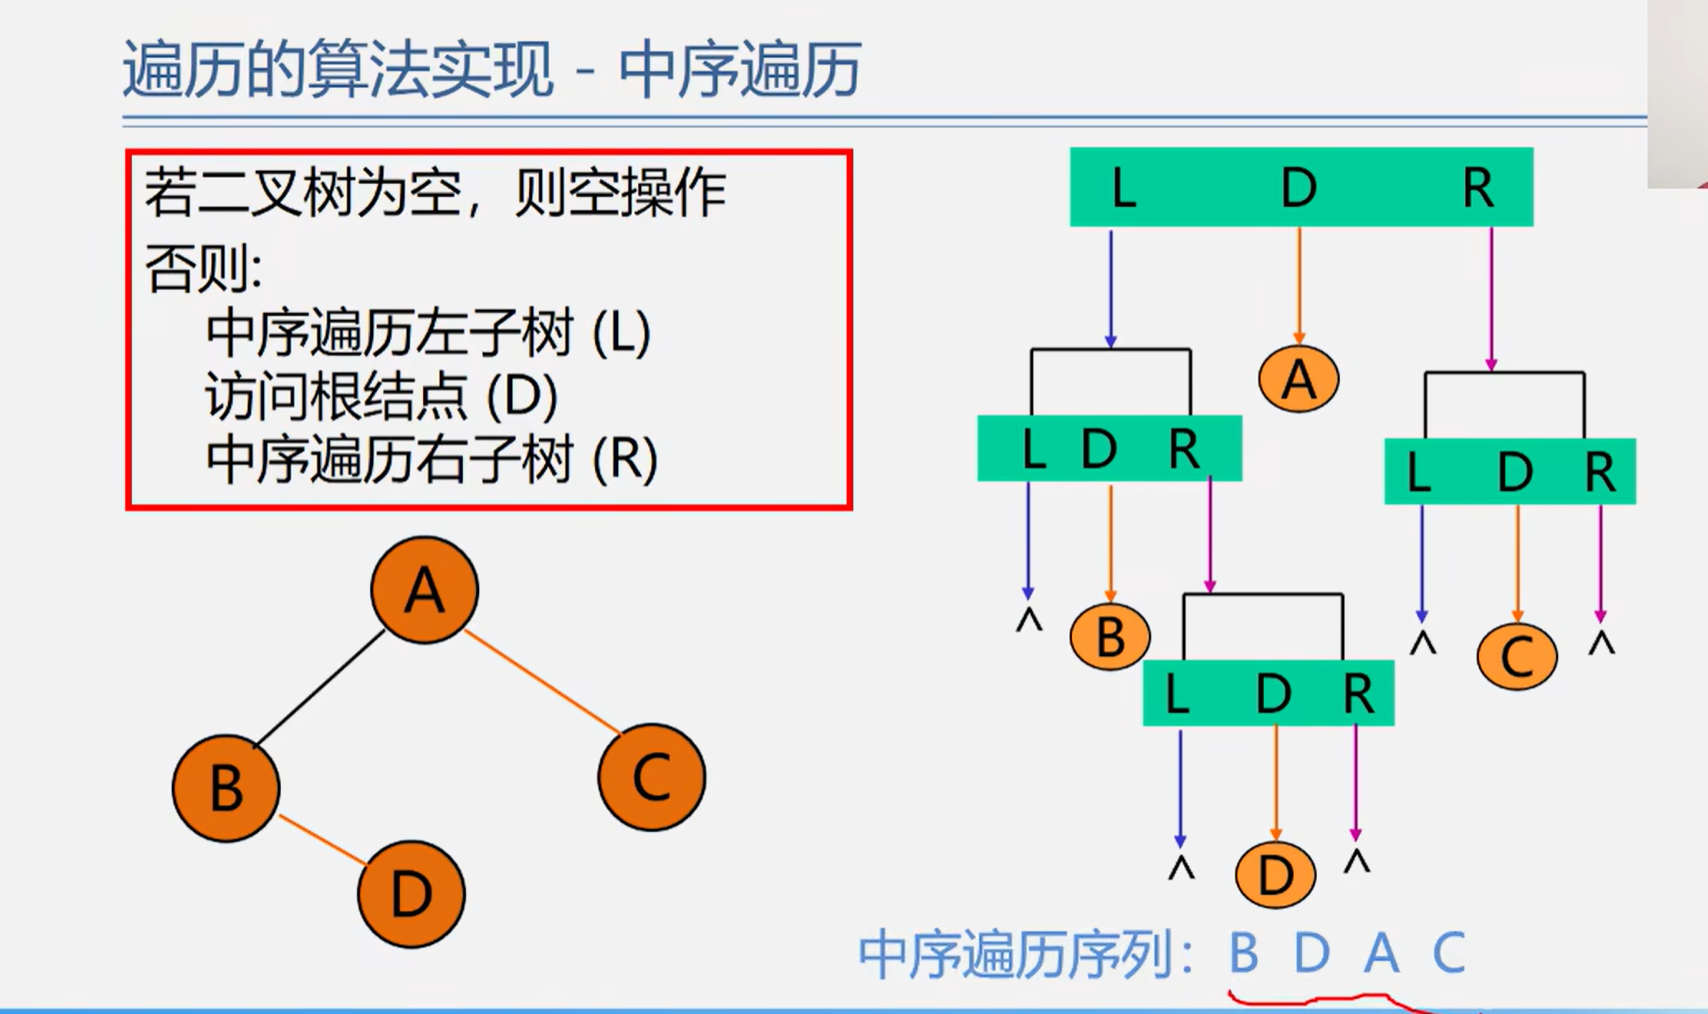 遍历的算法实现 - 中序遍历
若二叉树为空，则空操作
否则:
中序遍历左子树 (L)
访问根结点 (D)
中序遍历右子树 (R)
A
B
C
D
L D R
A
L D R
L D R
^
B
^
C
^
L D R
^
D
^
中序遍历序列：B D A C